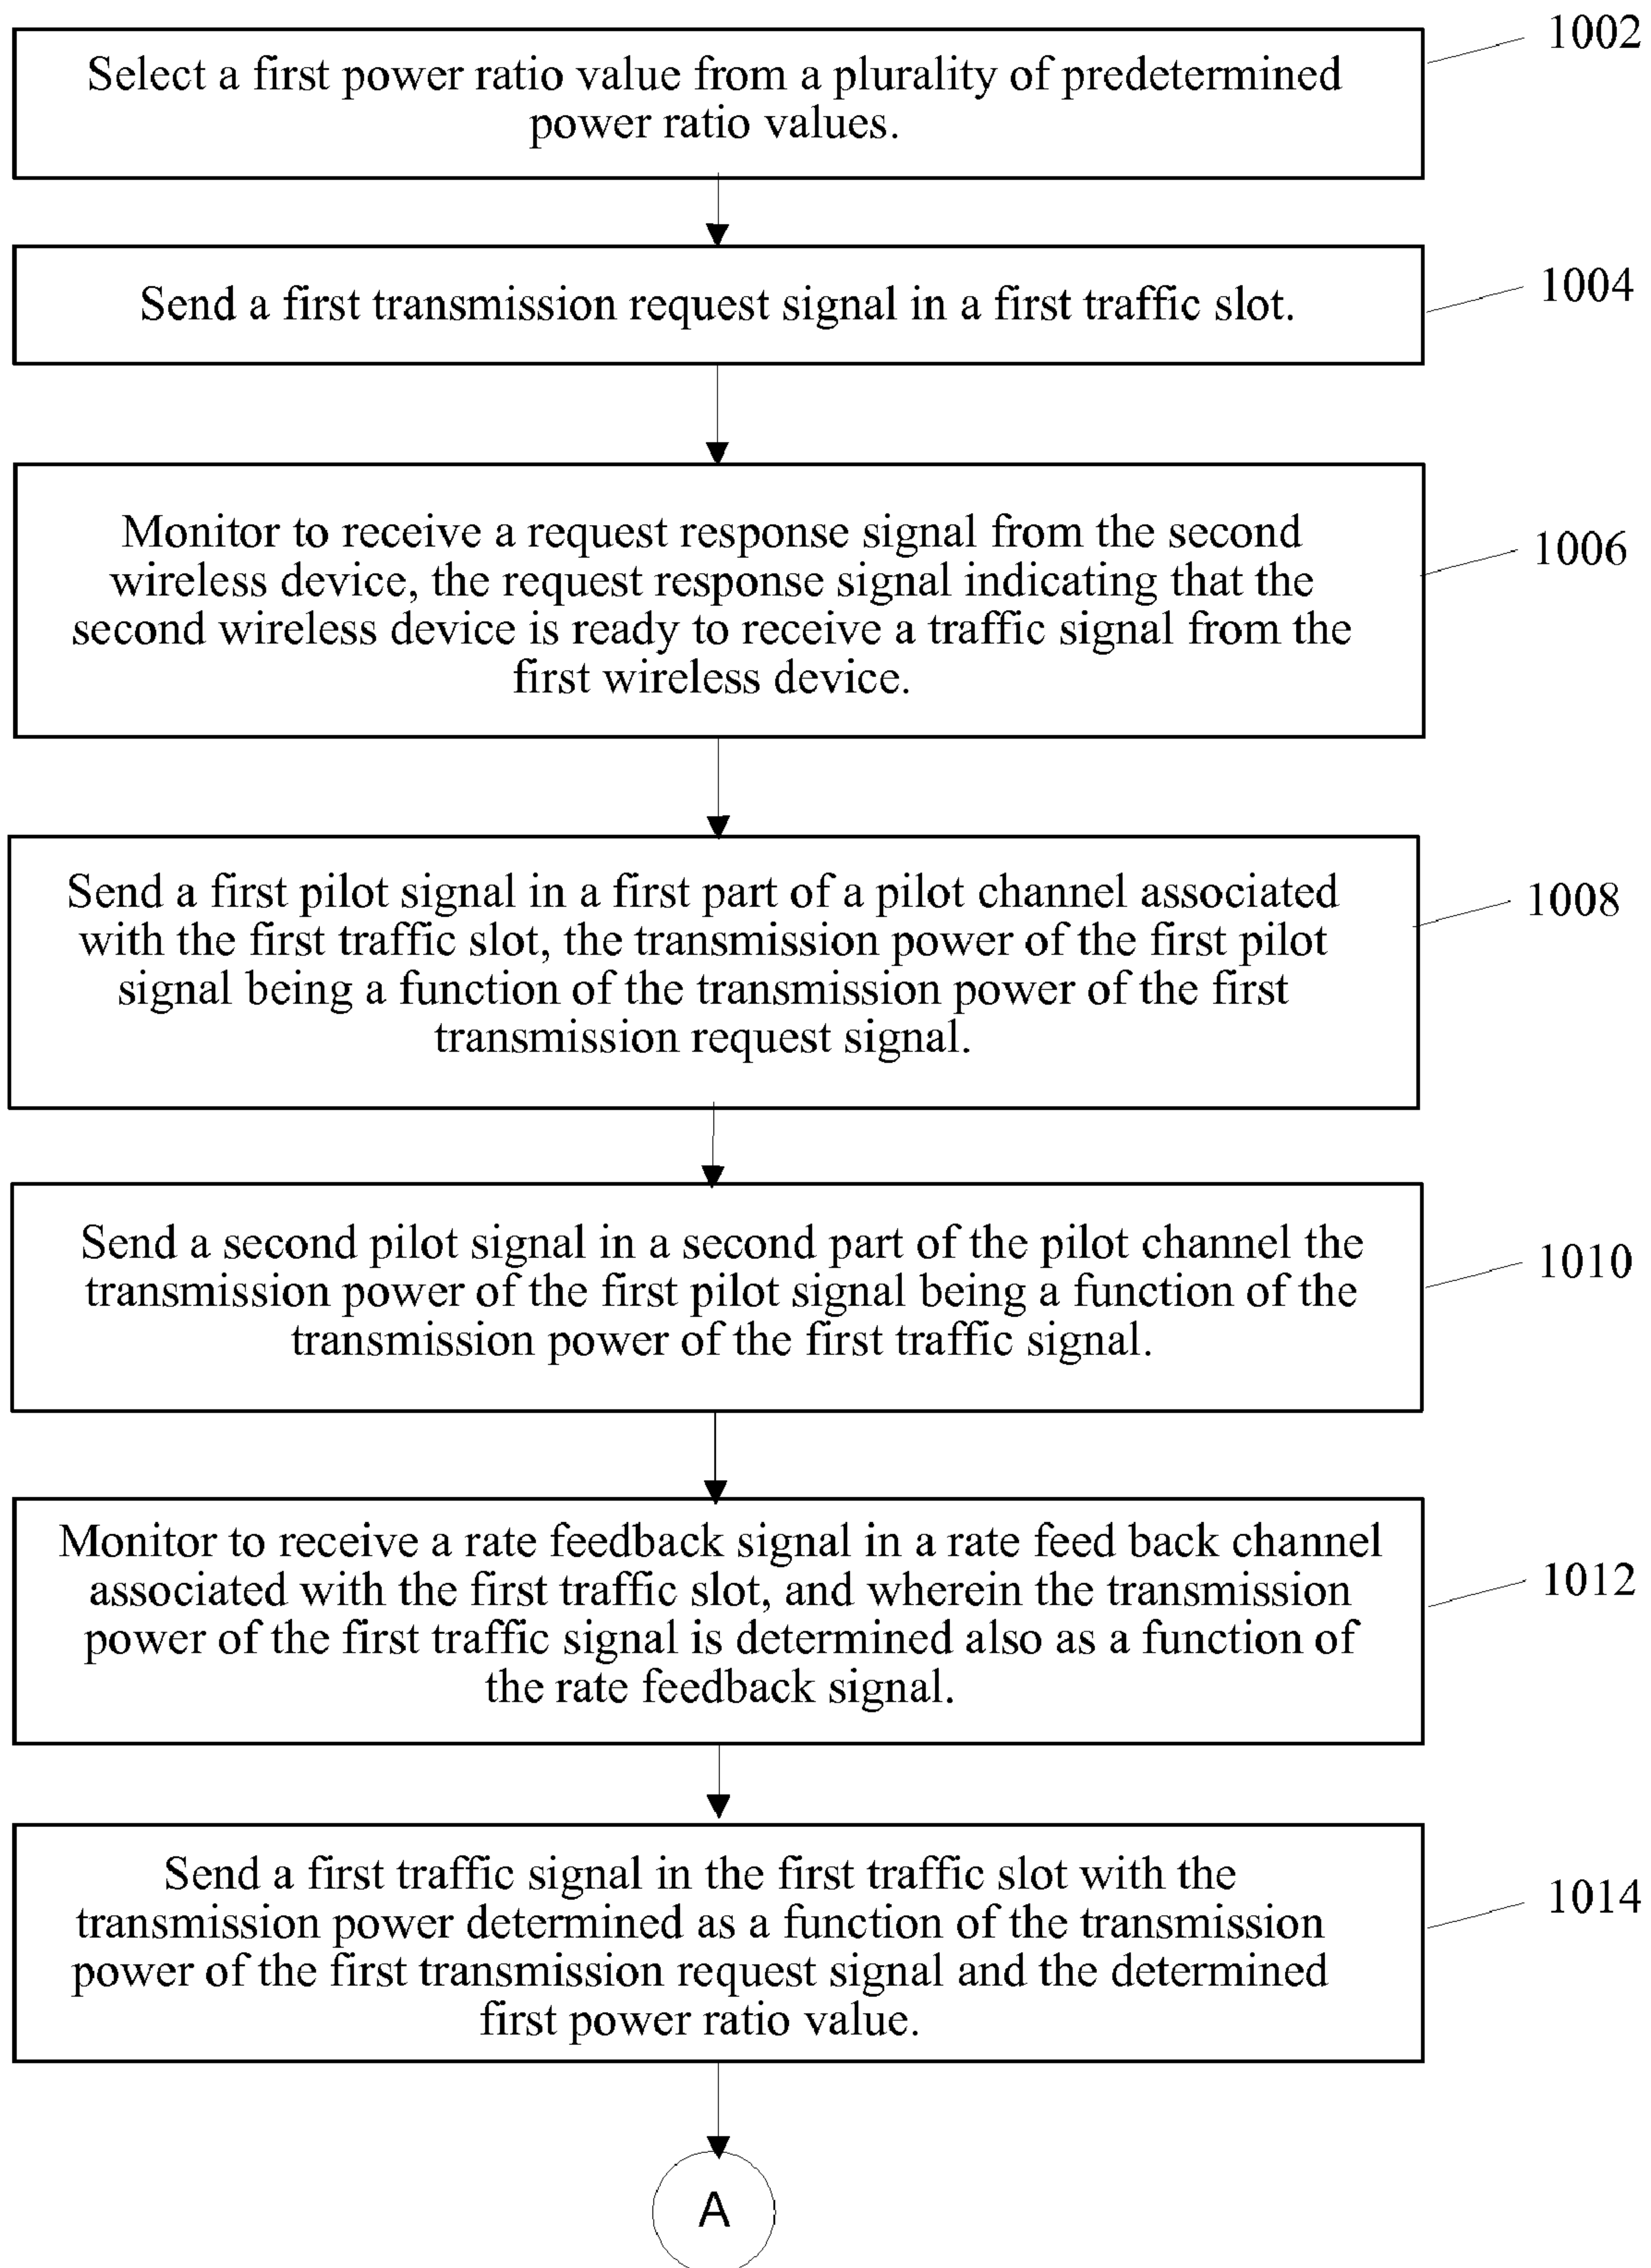 1002
Select a first power ratio value from a plurality of predetermined
power ratio values.
1004
Send a first transmission request signal in a first traffic slot.
1006
Monitor to receive a request response signal from the second
wireless device, the request response signal indicating that the
second wireless device is ready to receive a traffic signal from the
first wireless device.
1008
Send a first pilot signal in a first part of a pilot channel associated
with the first traffic slot, the transmission power of the first pilot
signal being a function of the transmission power of the first
transmission request signal.
1010
Send a second pilot signal in a second part of the pilot channel the
transmission power of the first pilot signal being a function of the
transmission power of the first traffic signal.
1012
Monitor to receive a rate feedback signal in a rate feed back channel
associated with the first traffic slot, and wherein the transmission
power of the first traffic signal is determined also as a function of
the rate feedback signal.
1014
Send a first traffic signal in the first traffic slot with the
transmission power determined as a function of the transmission
power of the first transmission request signal and the determined
first power ratio value.
A